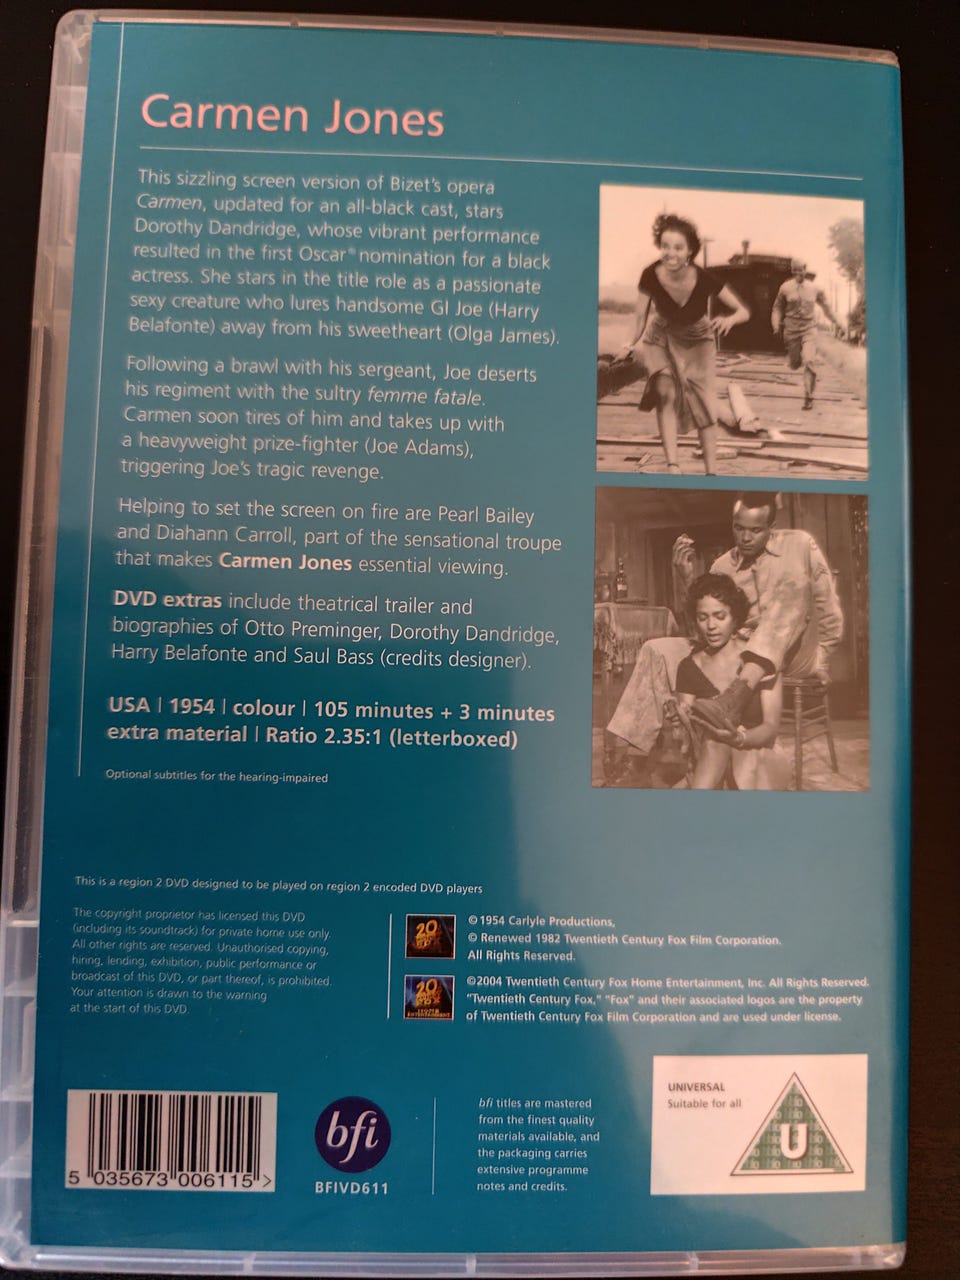 Carmen Jones
This sizzling screen version of Bizet's opera
Carmen, updated for an all-black cast, stars
Dorothy Dandridge, whose vibrant performance
resulted in the first Oscar® nomination for a black
actress. She stars in the title role as a passionate
sexy creature who lures handsome GI Joe (Harry
Belafonte) away from his sweetheart (Olga James).
Following a brawl with his sergeant, Joe deserts
his regiment with the sultry femme fatale.
Carmen soon tires of him and takes up with
a heavyweight prize-fighter (Joe Adams),
triggering Joe's tragic revenge.
Helping to set the screen on fire are Pearl Bailey
and Diahann Carroll, part of the sensational troupe
that makes Carmen Jones essential viewing.
DVD extras include theatrical trailer and
biographies of Otto Preminger, Dorothy Dandridge,
Harry Belafonte and Saul Bass (credits designer).
USA | 1954 | colour | 105 minutes + 3 minutes
extra material | Ratio 2.35:1 (letterboxed)
Optional subtitles for the hearing-impaired
This is a region 2 DVD designed to be played on region 2 encoded DVD players
The copyright proprietor has licensed this DVD
(including its soundtrack) for private home use only.
All other rights are reserved. Unauthorised copying,
hiring, lending, exhibition, public performance or
broadcast of this DVD, or part thereof, is prohibited.
Your attention is drawn to the warning
at the start of this DVD.
20
© 1954 Carlyle Productions,
© Renewed 1982 Twentieth Century Fox Film Corporation.
All Rights Reserved.
20
©2004 Twentieth Century Fox Home Entertainment, Inc. All Rights Reserved.
"Twentieth Century Fox," "Fox" and their associated logos are the property
of Twentieth Century Fox Film Corporation and are used under license.
5 035673 006115 >
bfi
BFIVD611
bfi titles are mastered
from the finest quality
materials available, and
the packaging carries
extensive programme
notes and credits.
UNIVERSAL
Suitable for all
U